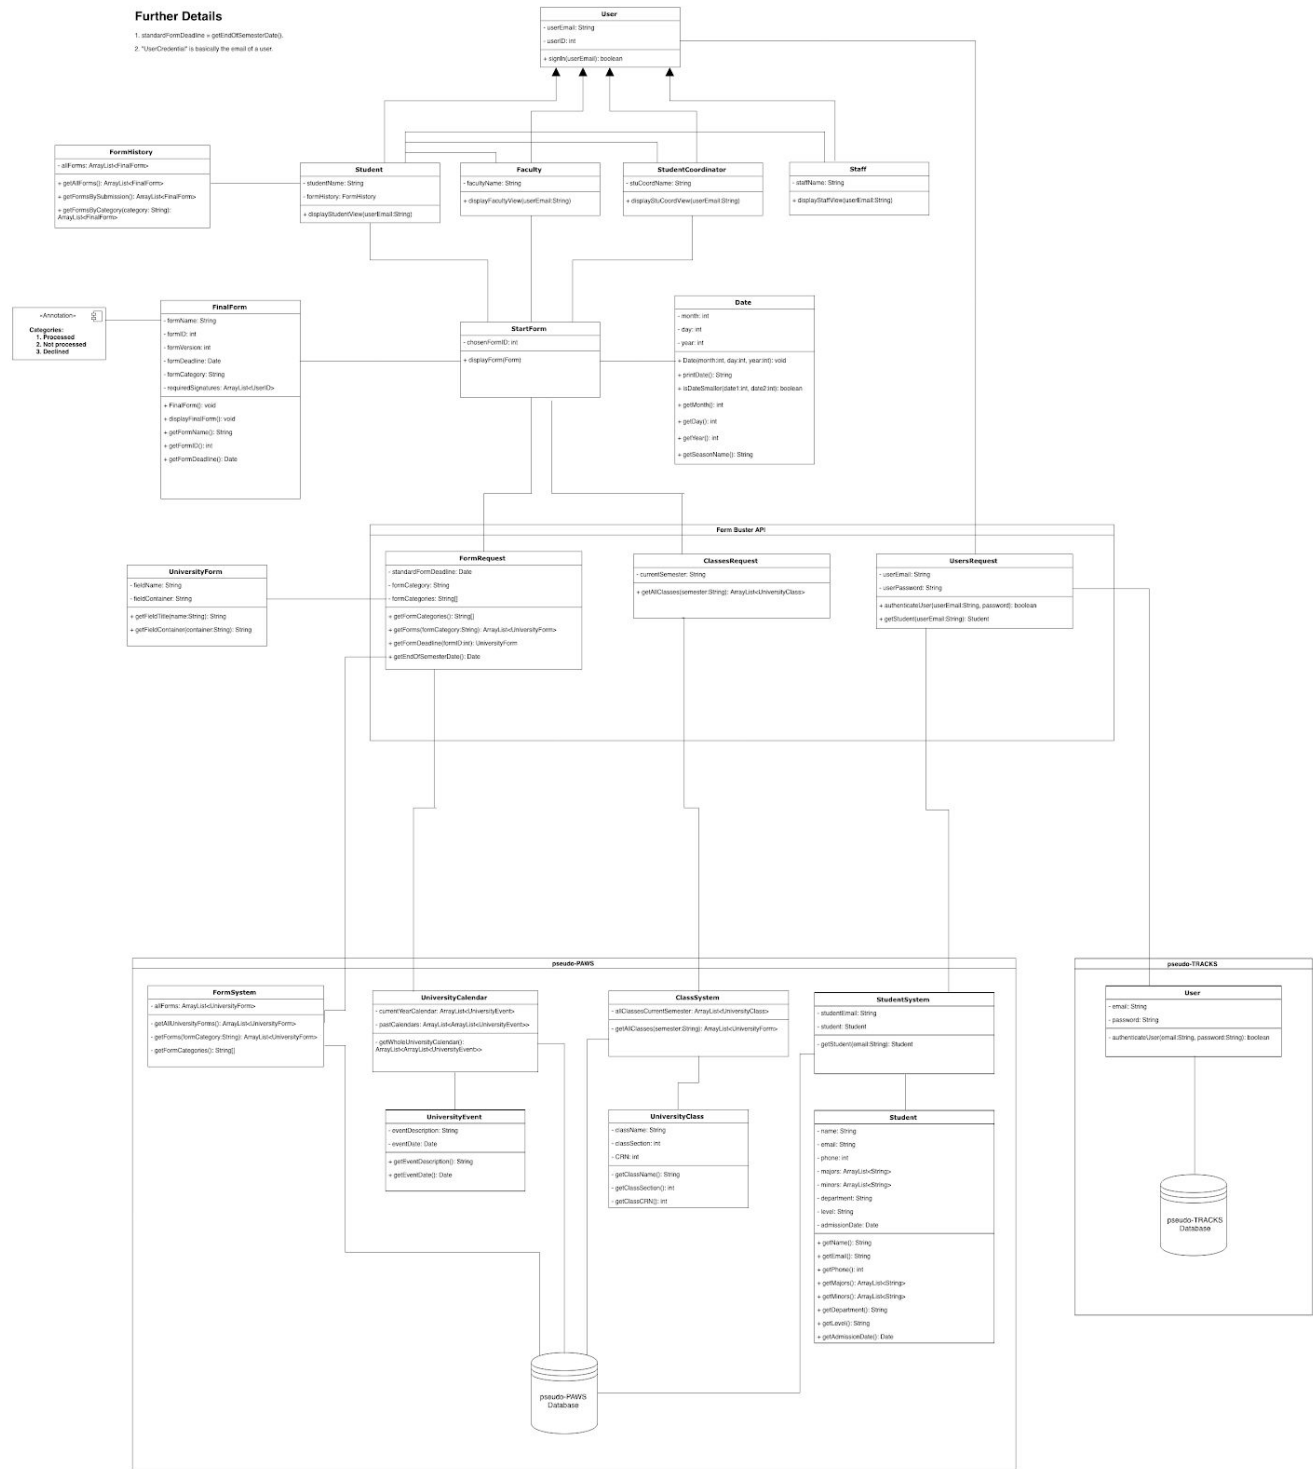 Further Details
1. standardFormDeadline = getEndOfSemesterDate().
2. "UserCredential" is basically the email of a user.
User
- userEmail: String
- userID: int
+ signIn(userEmail): boolean
FormHistory
- allForms: ArrayList<FinalForm>
+ getAllForms(): ArrayList<FinalForm>
+ getFormsBySubmission(): ArrayList<FinalForm>
+ getFormsByCategory(category: String):
ArrayList<FinalForm>
Student
- studentName: String
- formHistory: FormHistory
+ displayStudentView(userEmail:String)
Faculty
- facultyName: String
+ displayFacultyView(userEmail:String)
StudentCoordinator
- stuCoordName: String
+ displayStuCoordView(userEmail:String)
Staff
- staffName: String
+ displayStaffView(userEmail:String)
«Annotation»
Categories:
1. Processed
2. Not processed
3. Declined
FinalForm
- formName: String
- formID: int
- formVersion: int
- formDeadline: Date
- formCategory: String
- requiredSignatures: ArrayList<UserID>
+ FinalForm(): void
+ displayFinalForm(): void
+ getFormName(): String
+ getFormID(): int
+ getFormDeadline(): Date
StartForm
- chosenFormID: int
+ displayForm(Form)
Date
- month: int
- day: int
- year: int
+ Date(month:int, day:int, year:int): void
+ printDate(): String
+ isDateSmaller(date1:int, date2:int): boolean
+ getMonth(): int
+ getDay(): int
+ getYear(): int
+ getSeasonName(): String
Form Buster API
UniversityForm
- fieldName: String
- fieldContainer: String
+ getFieldTitle(name:String): String
+ getFieldContainer(container:String): String
FormRequest
- standardFormDeadline: Date
- formCategory: String
- formCategories: String[]
+ getFormCategories(): String[]
+ getForms(formCategory:String): ArrayList<UniversityForm>
+ getFormDeadline(formID:int): UniversityForm
+ getEndOfSemesterDate(): Date
ClassesRequest
- currentSemester: String
+ getAllClasses(semester:String): ArrayList<UniversityClass>
UsersRequest
- userEmail: String
- userPassword: String
+ authenticateUser(userEmail:String, password): boolean
+ getStudent(userEmail:String): Student
pseudo-PAWS
FormSystem
- allForms: ArrayList<UniversityForm>
- getAllUniversityForms(): ArrayList<UniversityForm>
- getForms(formCategory:String): ArrayList<UniversityForm>
- getFormCategories(): String[]
UniversityCalendar
- currentYearCalendar: ArrayList<UniversityEvent>
- pastCalendars: ArrayList<ArrayList<UniversityEvent>>
- getWholeUniversityCalendar():
ArrayList<ArrayList<UniversityEvent>>
ClassSystem
- allClassesCurrentSemester: ArrayList<UniversityClass>
- getAllClasses(semester:String): ArrayList<UniversityForm>
StudentSystem
- studentEmail: String
- student: Student
- getStudent(email:String): Student
UniversityEvent
- eventDescription: String
- eventDate: Date
+ getEventDescription(): String
+ getEventDate(): Date
UniversityClass
- className: String
- classSection: int
- CRN: int
- getClassName(): String
- getClassSection(): int
- getClassCRN(): int
Student
- name: String
- email: String
- phone: int
- majors: ArrayList<String>
- minors: ArrayList<String>
- department: String
- level: String
- admissionDate: Date
+ getName(): String
+ getEmail(): String
+ getPhone(): int
+ getMajors(): ArrayList<String>
+ getMinors(): ArrayList<String>
+ getDepartment(): String
+ getLevel(): String
+ getAdmissionDate(): Date
pseudo-PAWS
Database
pseudo-TRACKS
User
- email: String
- password: String
- authenticateUser(email:String, password:String): boolean
pseudo-TRACKS
Database